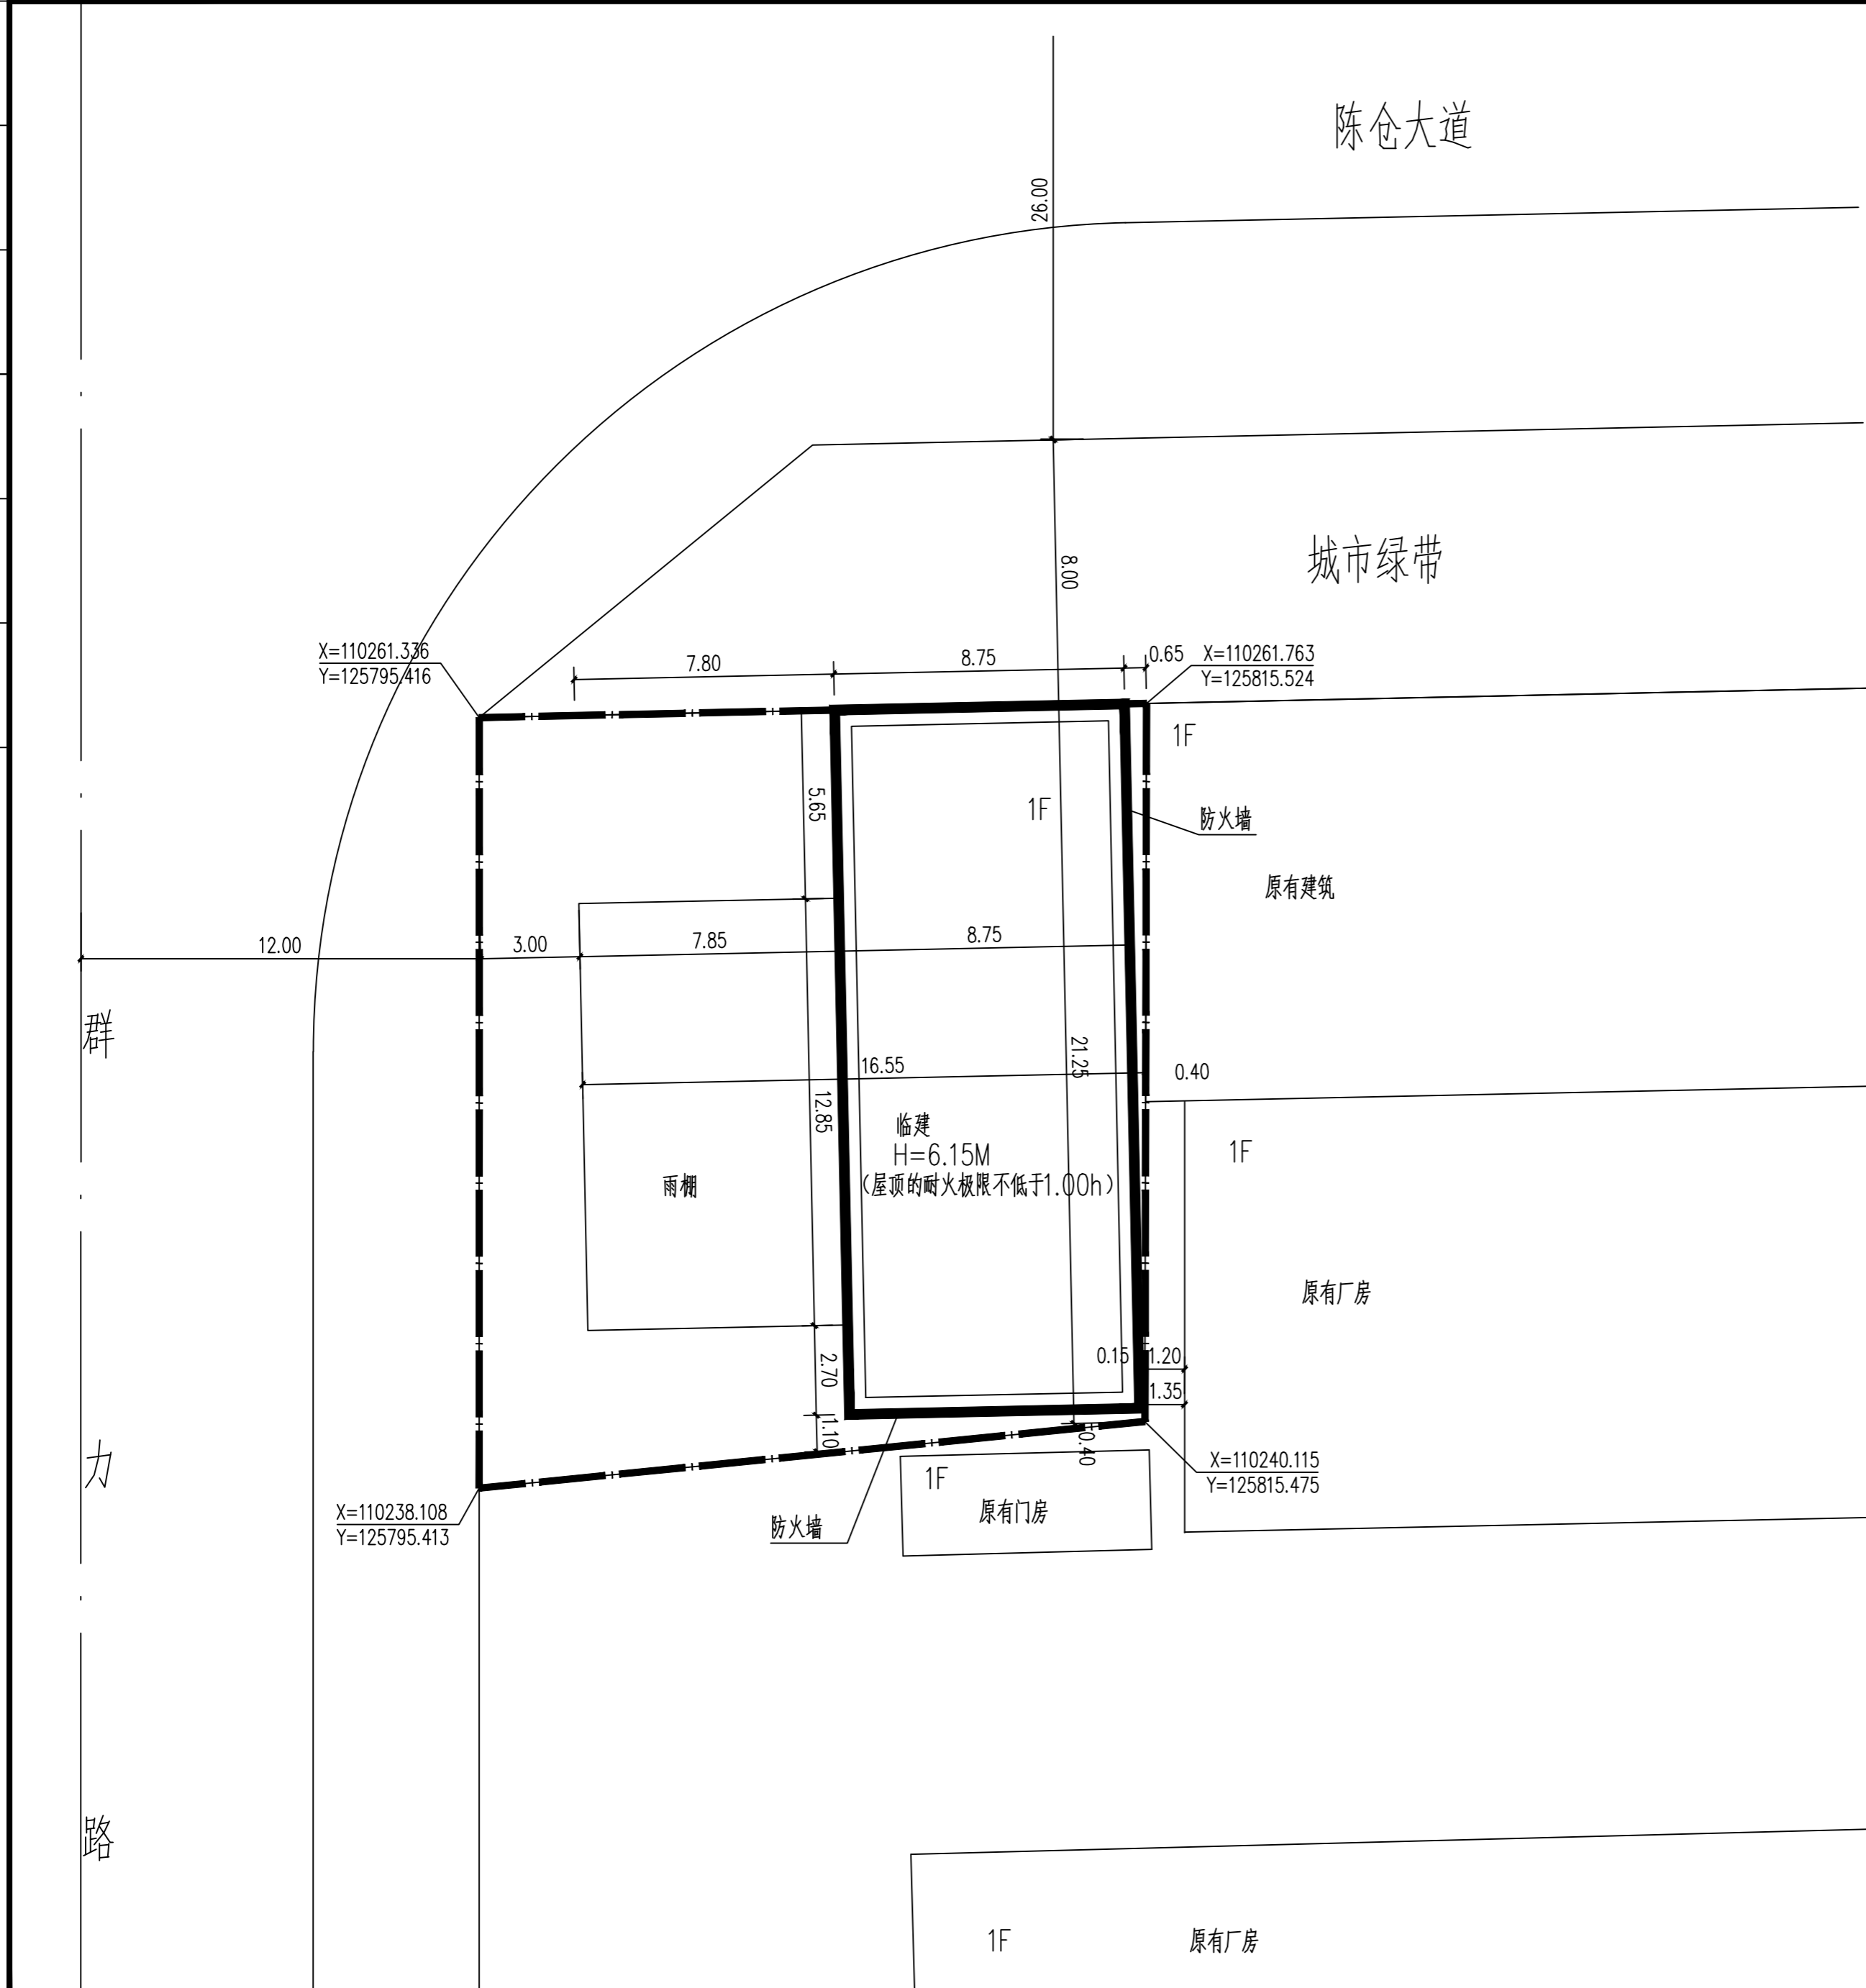 陈仓大道
26.00
城市绿带
8.00
X=110261.336
Y=125795.416
7.80
8.75
0.65
X=110261.763
Y=125815.524
1F
5.65
1F
防火墙
原有建筑
12.00
3.00
7.85
8.75
群
力
路
16.55
21.25
0.40
12.85
临建
H=6.15M
(屋顶的耐火极限不低于1.00h)
雨棚
1F
原有厂房
2.70
0.15
1.20
1.35
1.10
0.40
X=110240.115
Y=125815.475
1F
原有门房
防火墙
X=110238.108
Y=125795.413
1F
原有厂房